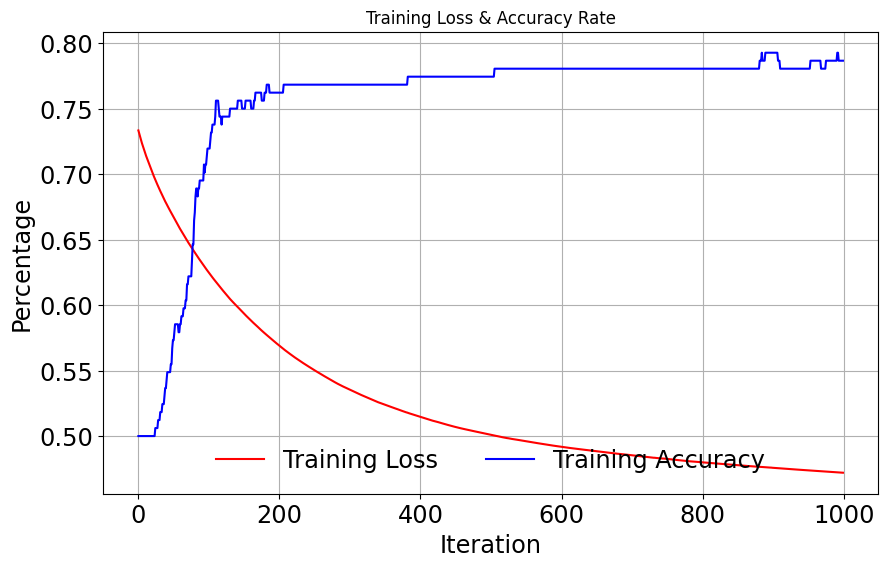 Training Loss & Accuracy Rate
0.80
0.75
0.70
0.65
0.60
0.55
0.50
Percentage
Training Loss
Training Accuracy
0 200 400 600 800 1000
Iteration